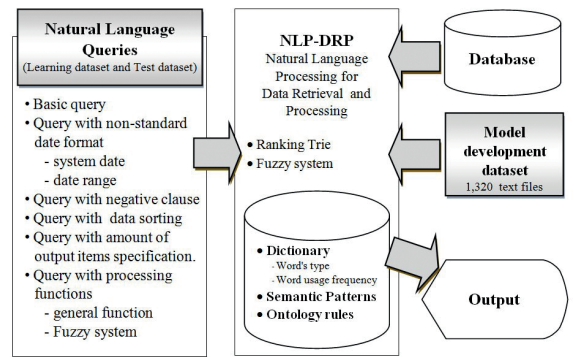 Natural Language
Queries
(Learning dataset and Test dataset)
• Basic query
• Query with non-standard
date format
- system date
- date range
• Query with negative clause
• Query with data sorting
• Query with amount of
output items specification.
• Query with processing
functions
- general function
- Fuzzy system
NLP-DRP
Natural Language
Processing for
Data Retrieval and
Processing
• Ranking Trie
• Fuzzy system
• Dictionary
- Word's type
- Word usage frequency
• Semantic Patterns
• Ontology rules
Database
Model
development
dataset
1,320 text files
Output